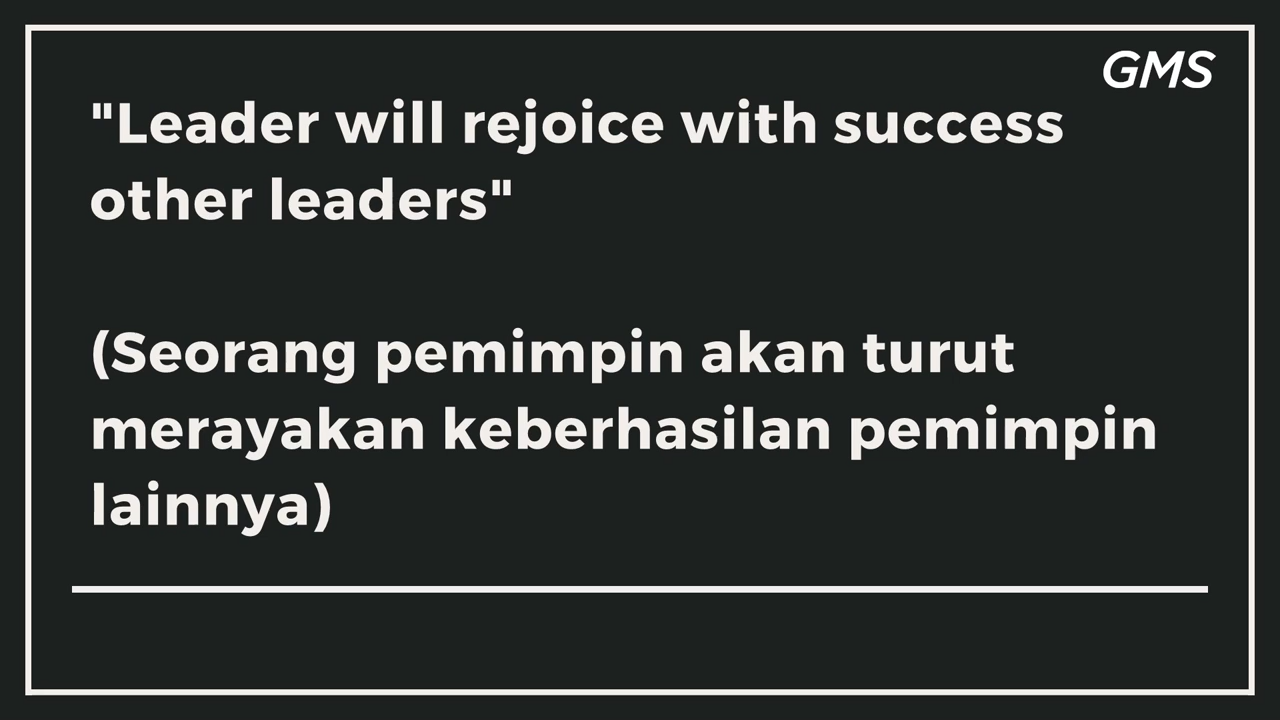 GMS
"Leader will rejoice with success
other leaders"
(Seorang pemimpin akan turut
merayakan keberhasilan pemimpin
lainnya)